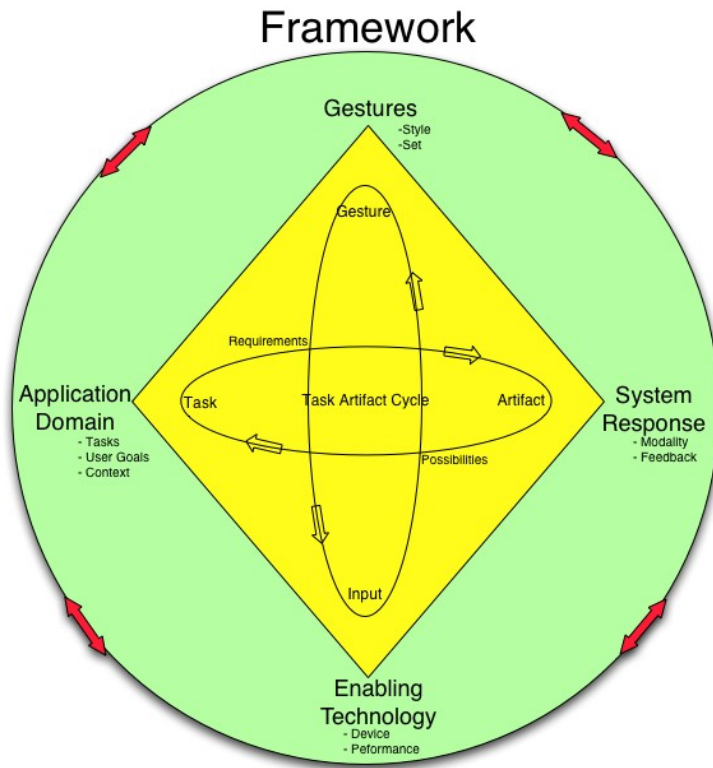 Framework
Gestures
-Style
-Set
Gesture
Requirements
Application
Domain
- Tasks
- User Goals
- Context
Task
Task Artifact Cycle
Artifact
System
Response
- Modality
- Feedback
Possibilities
Input
Enabling
Technology
- Device
- Peformance